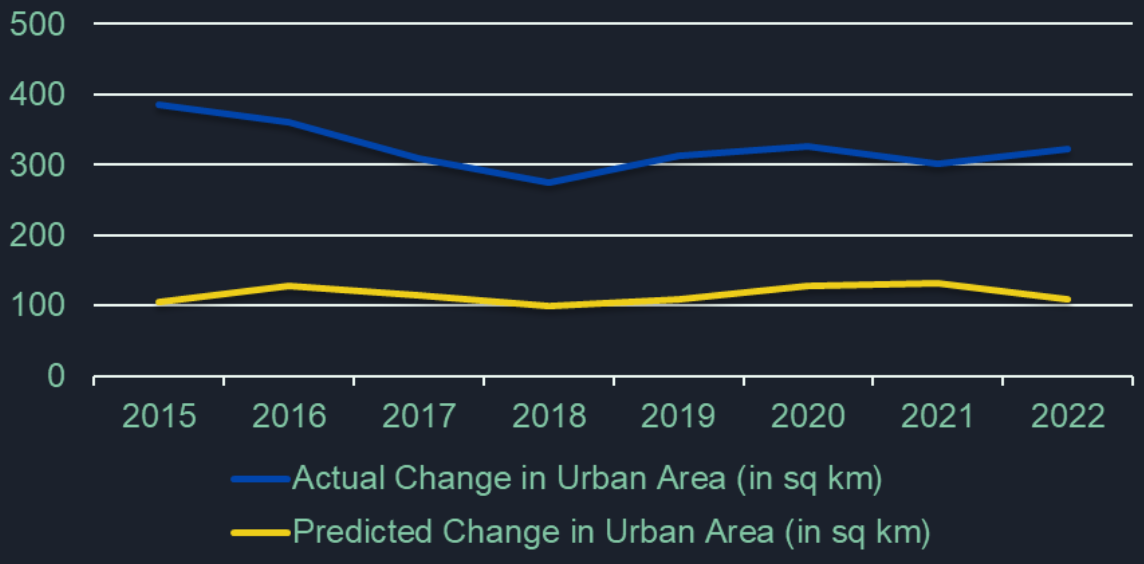 500
400
300
200
100
0
2015 2016 2017 2018 2019 2020 2021 2022
Actual Change in Urban Area (in sq km)
Predicted Change in Urban Area (in sq km)